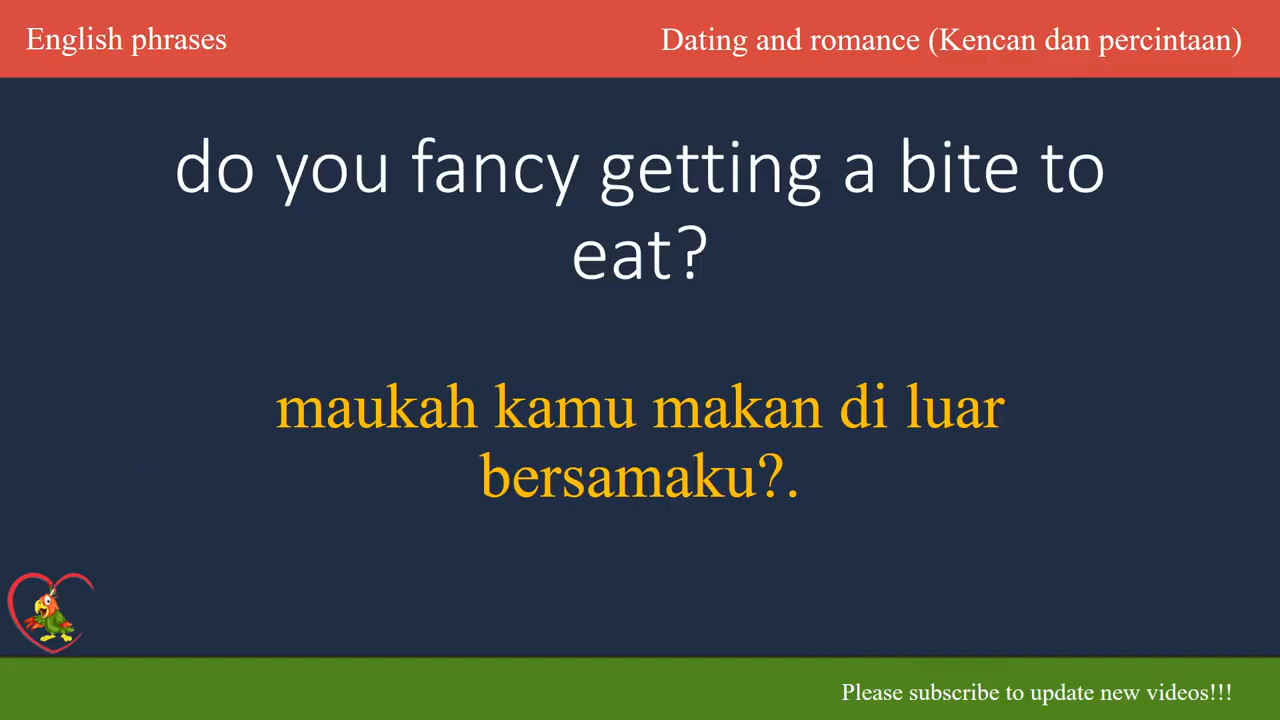 English phrases
Dating and romance (Kencan dan percintaan)
do you fancy getting a bite to
eat?
maukah kamu makan di luar
bersamaku?.
Please subscribe to update new videos!!!